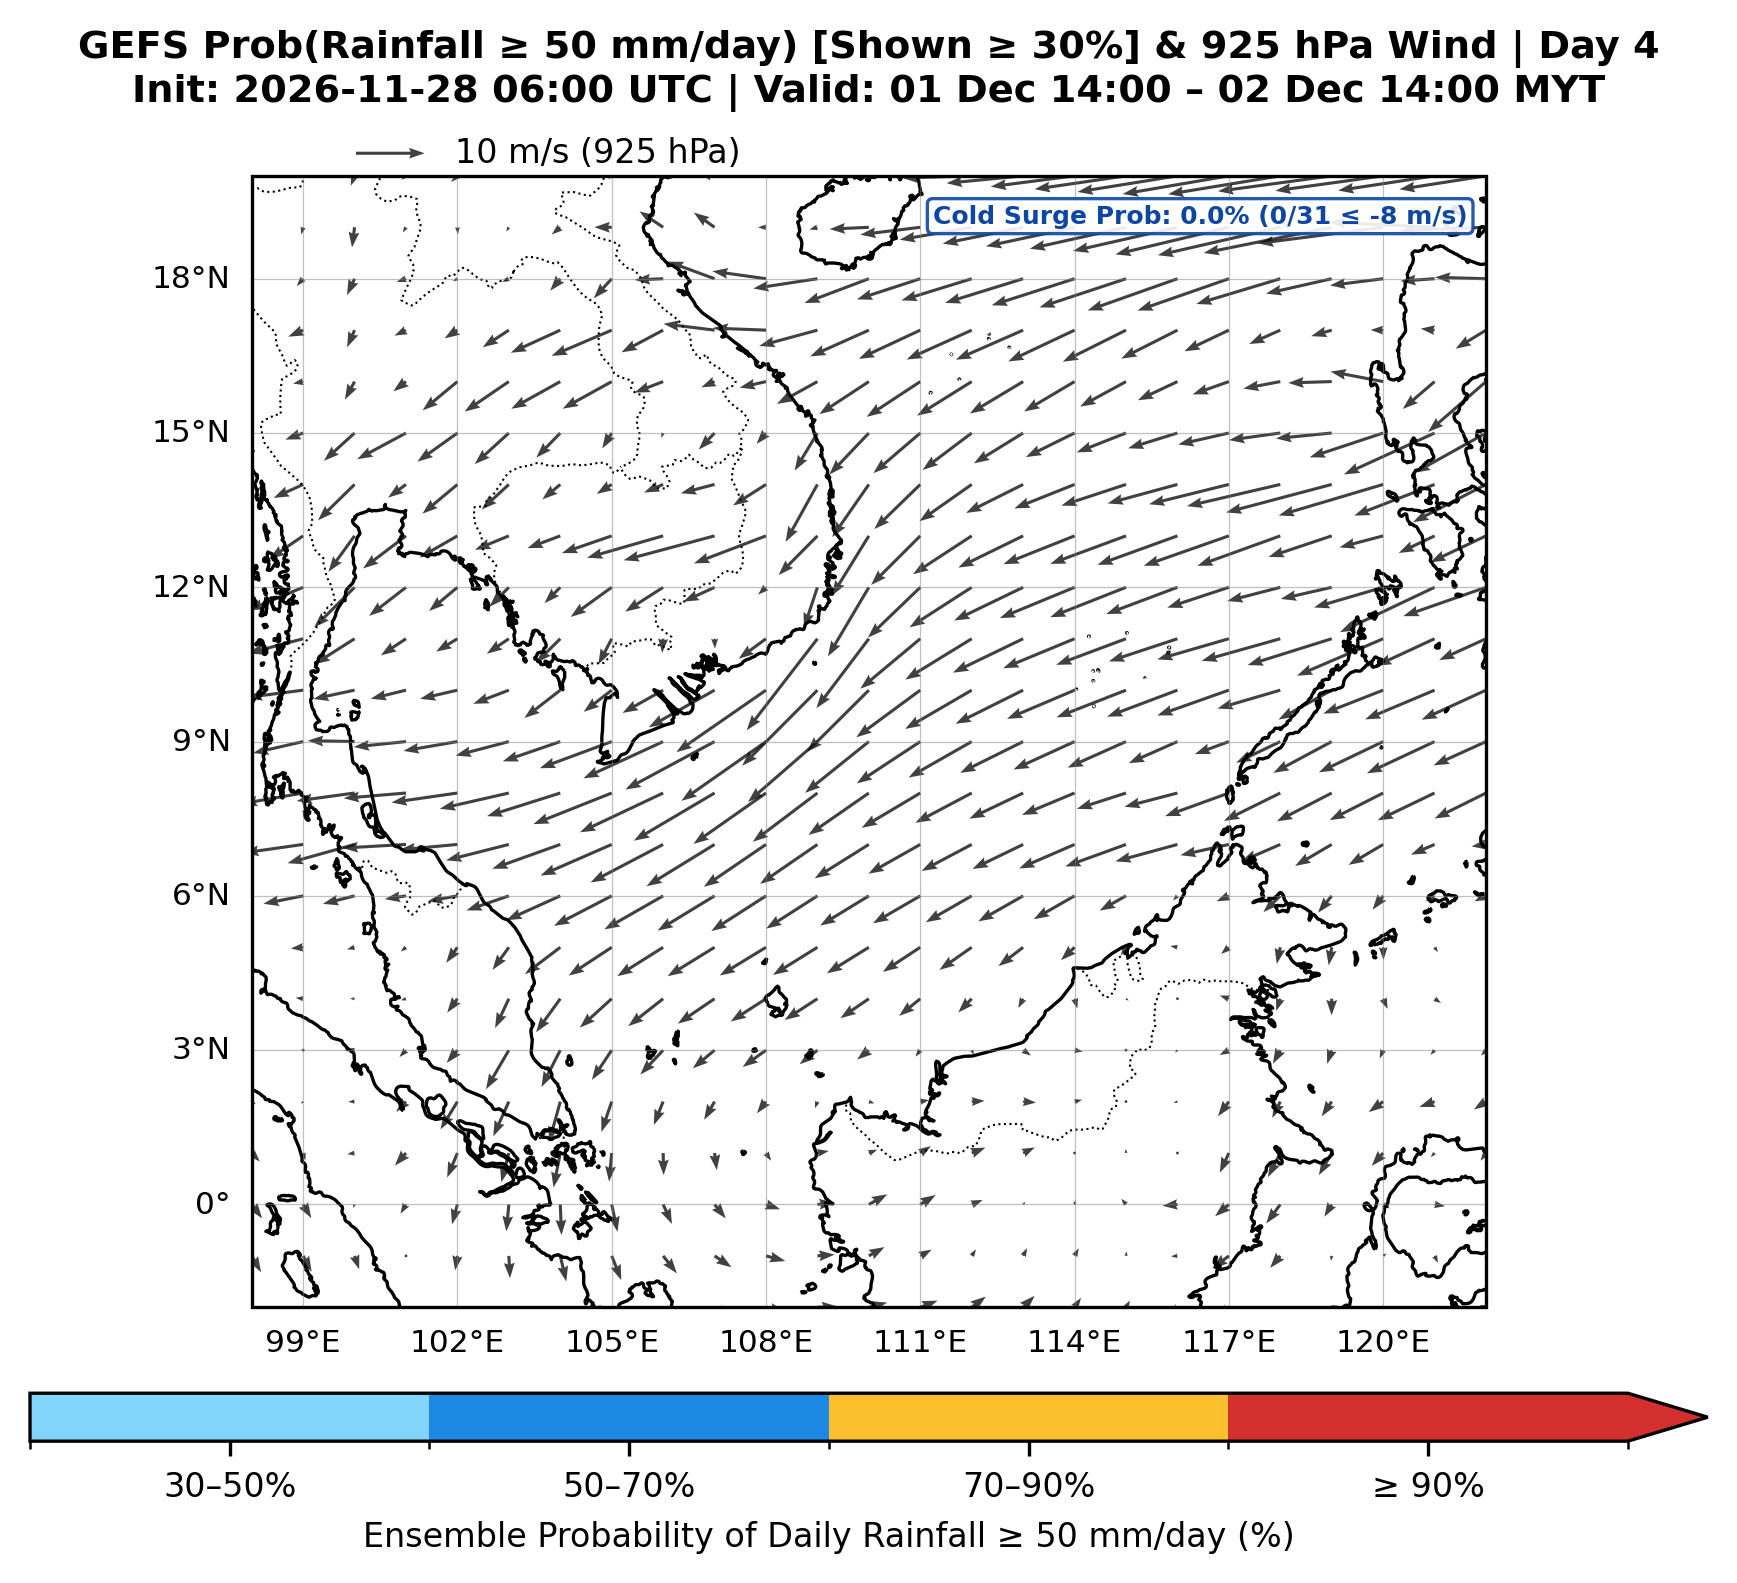 GEFS Prob(Rainfall ≥ 50 mm/day) [Shown ≥ 30%] & 925 hPa Wind | Day 4
Init: 2026-11-28 06:00 UTC | Valid: 01 Dec 14:00 – 02 Dec 14:00 MYT
10 m/s (925 hPa)
Cold Surge Prob: 0.0% (0/31 ≤ -8 m/s)
18°N
15°N
12°N
9°N
6°N
3°N
0°
99°E 102°E 105°E 108°E 111°E 114°E 117°E 120°E
30–50% 50–70% 70–90% ≥ 90%
Ensemble Probability of Daily Rainfall ≥ 50 mm/day (%)